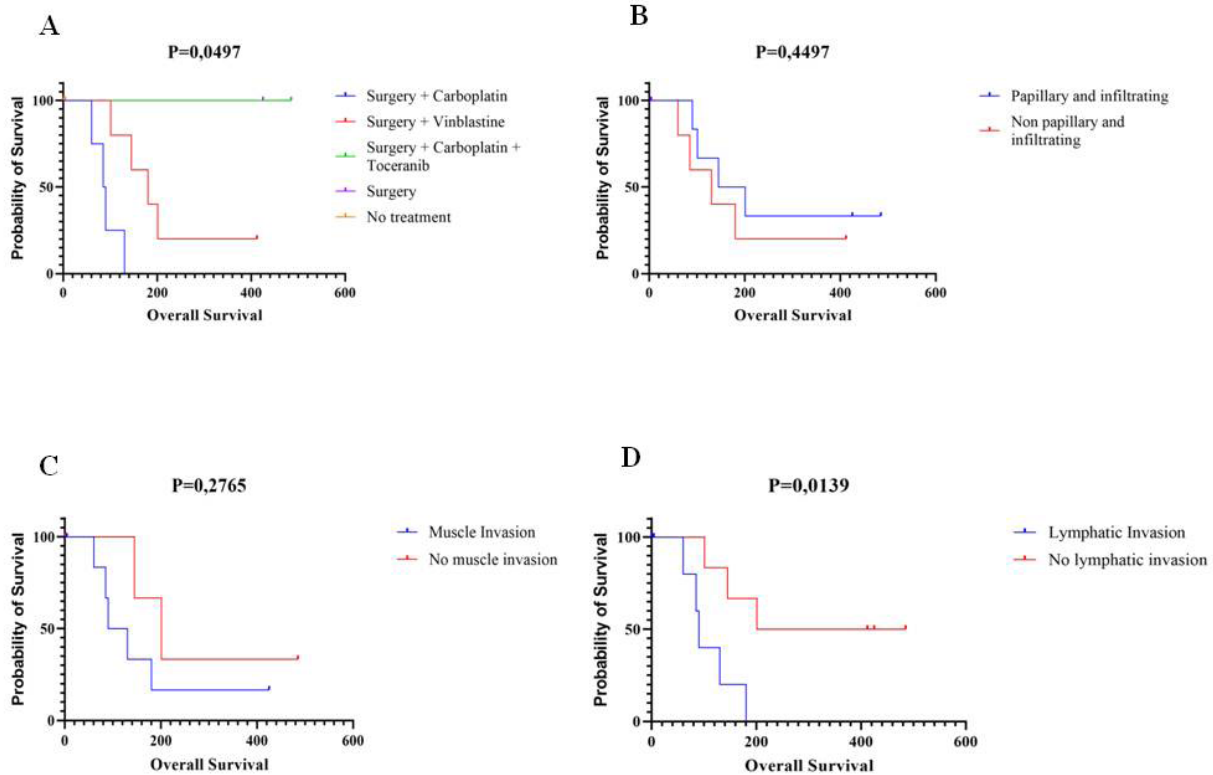 A
P=0,0497
Probability of Survival
100
50
0
0 200 400 600
Overall Survival
Surgery + Carboplatin
Surgery + Vinblastine
Surgery + Carboplatin +
Toceranib
Surgery
No treatment
B
P=0,4497
Probability of Survival
100
50
0
0 200 400 600
Overall Survival
Papillary and infiltrating
Non papillary and
infiltrating
C
P=0,2765
Probability of Survival
100
50
0
0 200 400 600
Overall Survival
Muscle Invasion
No muscle invasion
D
P=0,0139
Probability of Survival
100
50
0
0 200 400 600
Overall Survival
Lymphatic Invasion
No lymphatic invasion